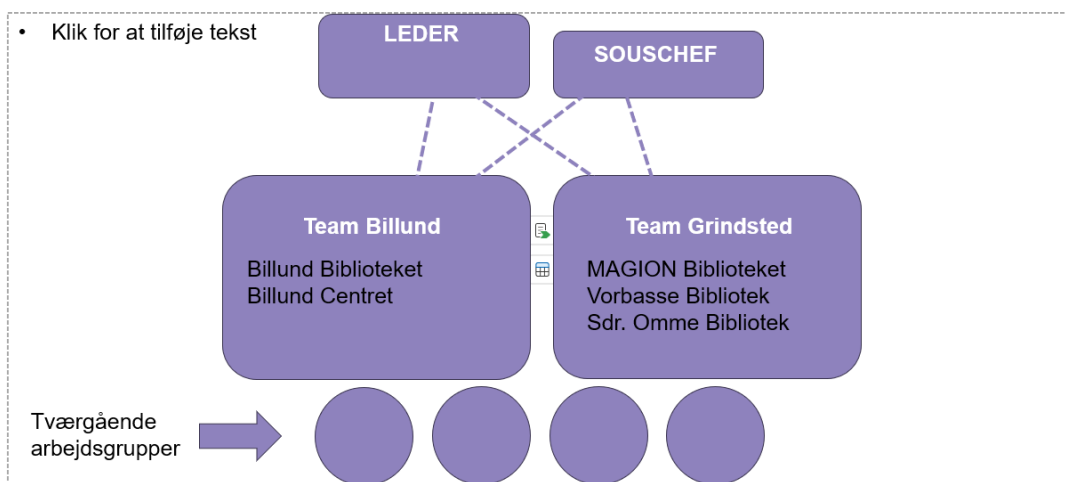 • Klik for at tilføje tekst
LEDER
SOUSCHEF
Team Billund
Billund Biblioteket
Billund Centret
Team Grindsted
MAGION Biblioteket
Vorbasse Bibliotek
Sdr. Omme Bibliotek
Tværgående
arbejdsgrupper